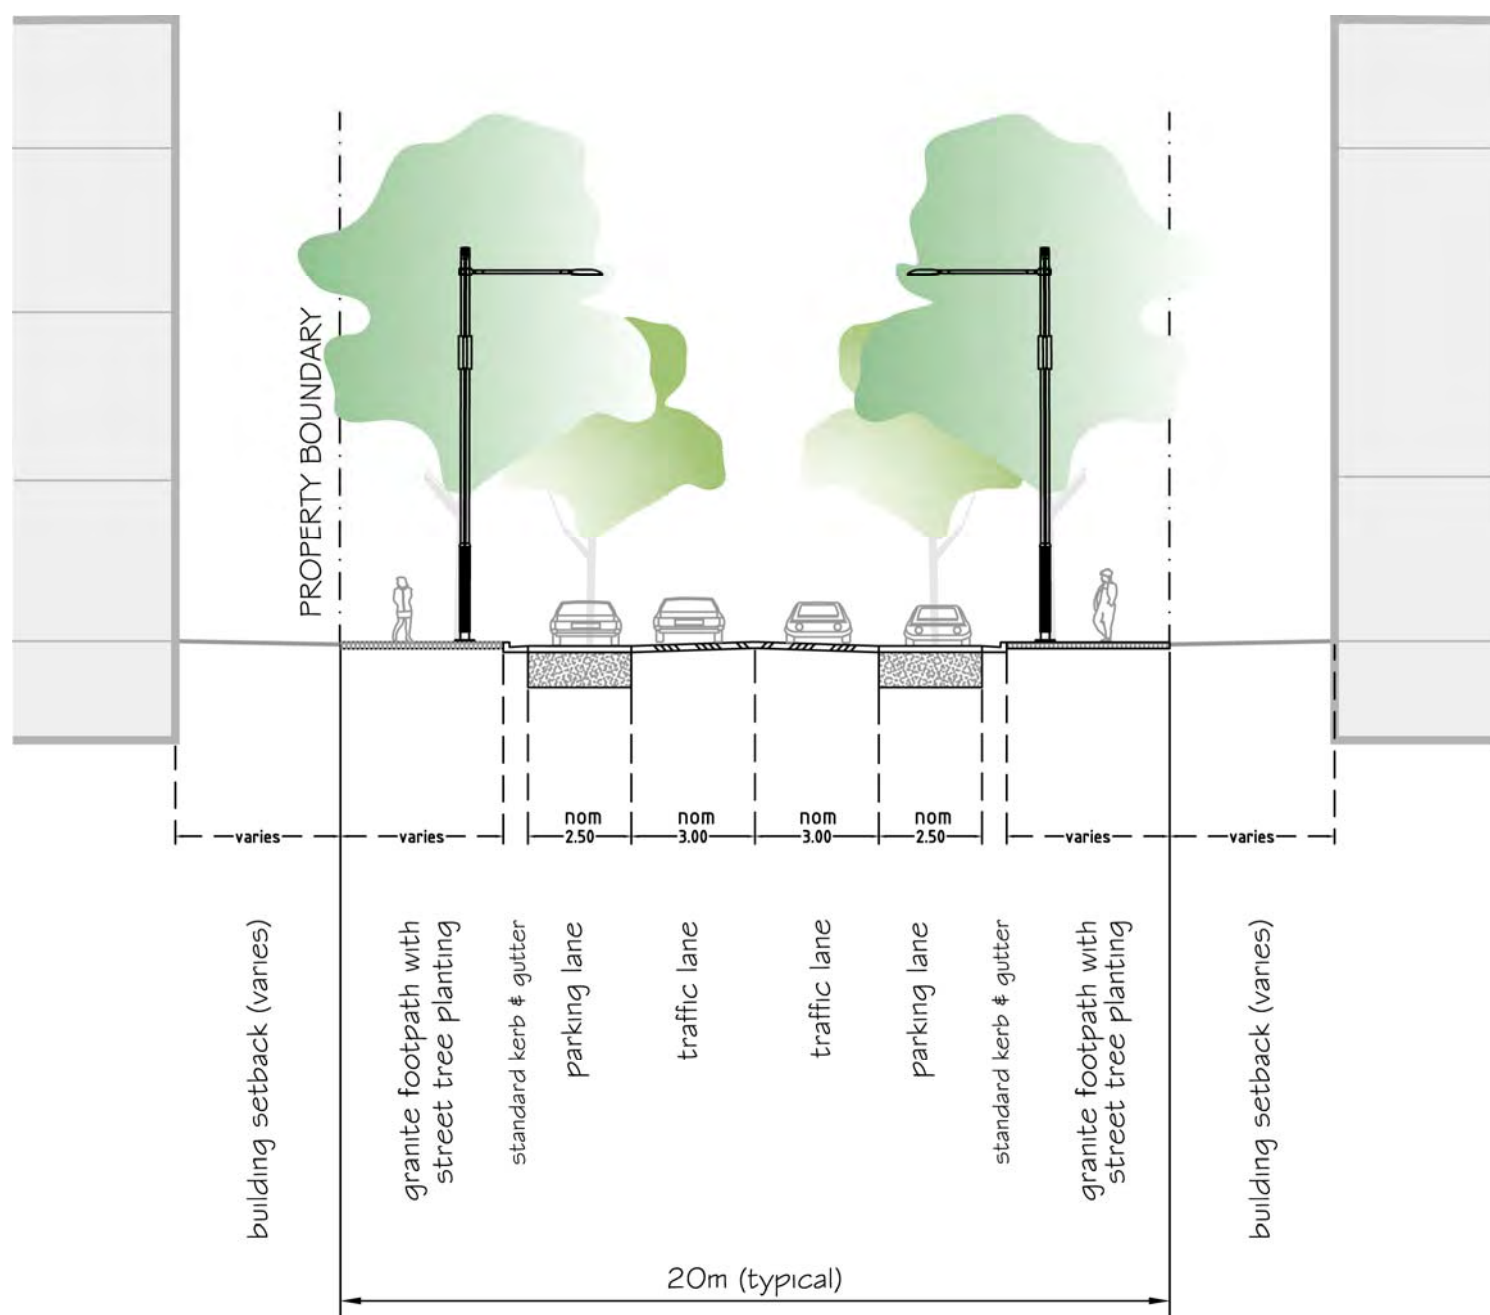 PROPERTY BOUNDARY
varies
varies
nom
2.50
nom
3.00
nom
3.00
nom
2.50
varies
varies
building setback (varies)
granite footpath with
street tree planting
standard kerb & gutter
parking lane
traffic lane
traffic lane
parking lane
standard kerb & gutter
granite footpath with
street tree planting
building setback (varies)
20m (typical)